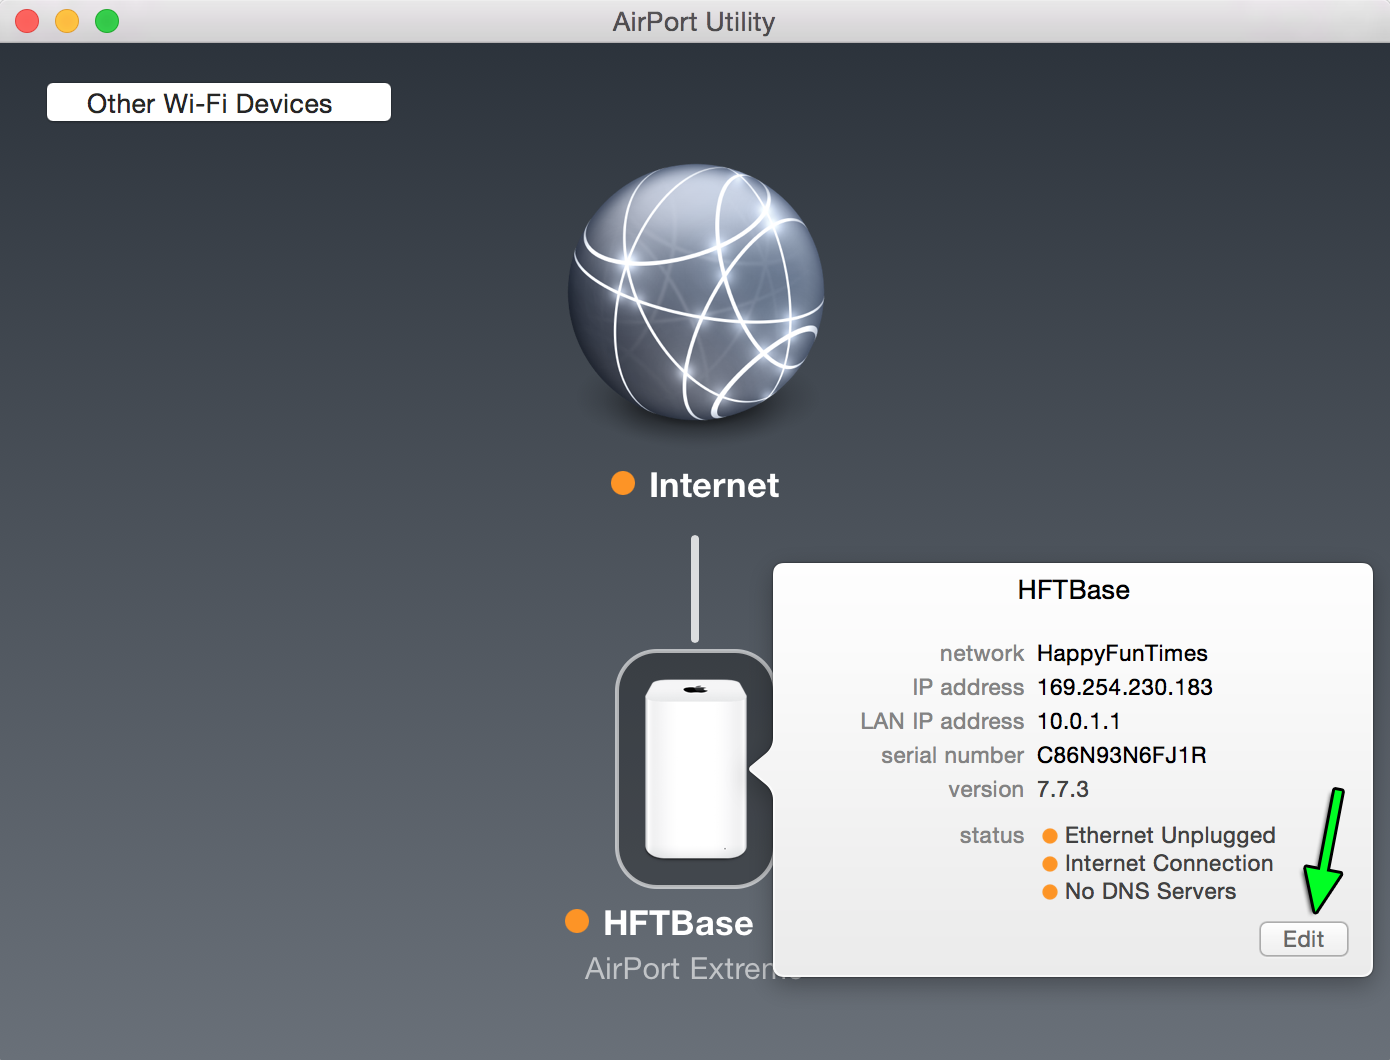 AirPort Utility
Other Wi-Fi Devices
Internet
HFTBase
AirPort Extreme
HFTBase
network HappyFunTimes
IP address 169.254.230.183
LAN IP address 10.0.1.1
serial number C86N93N6FJ1R
version 7.7.3
status Ethernet Unplugged
Internet Connection
No DNS Servers
Edit